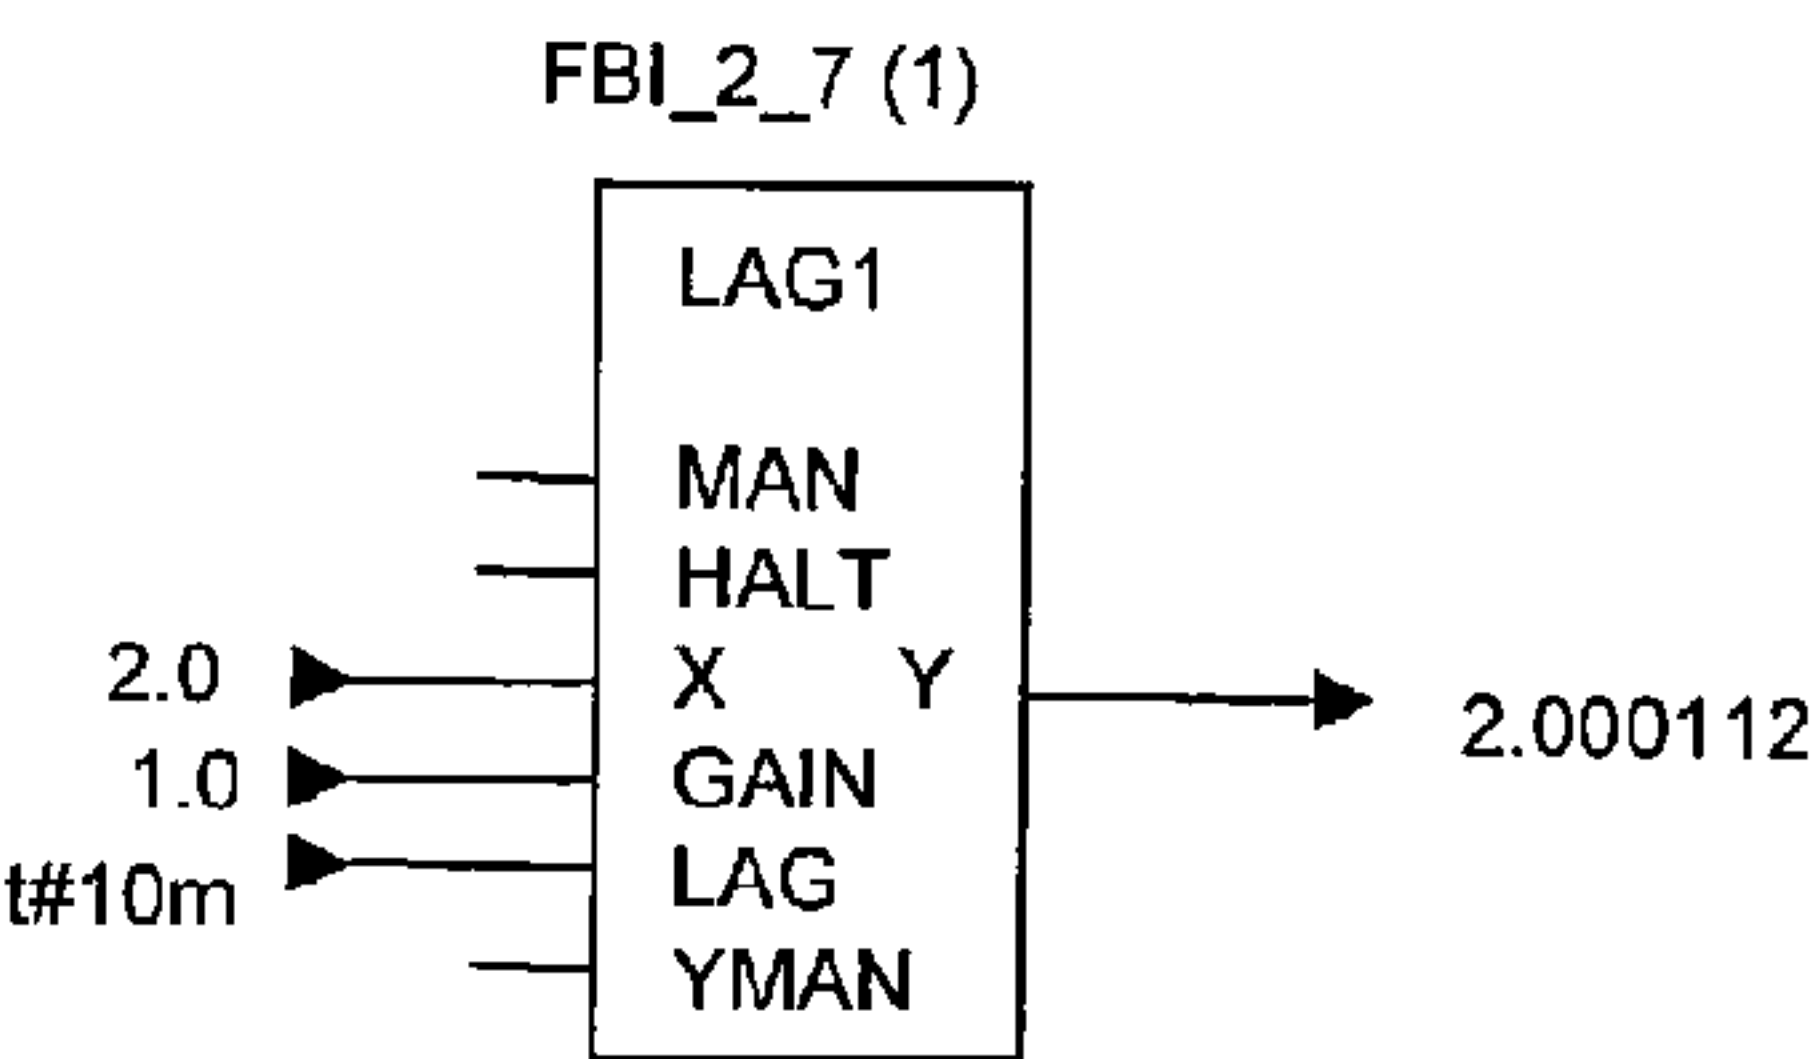 FBI_2_7 (1)
LAG1
MAN
HALT
2.0 X Y 2.000112
1.0 GAIN
t#10m LAG
YMAN